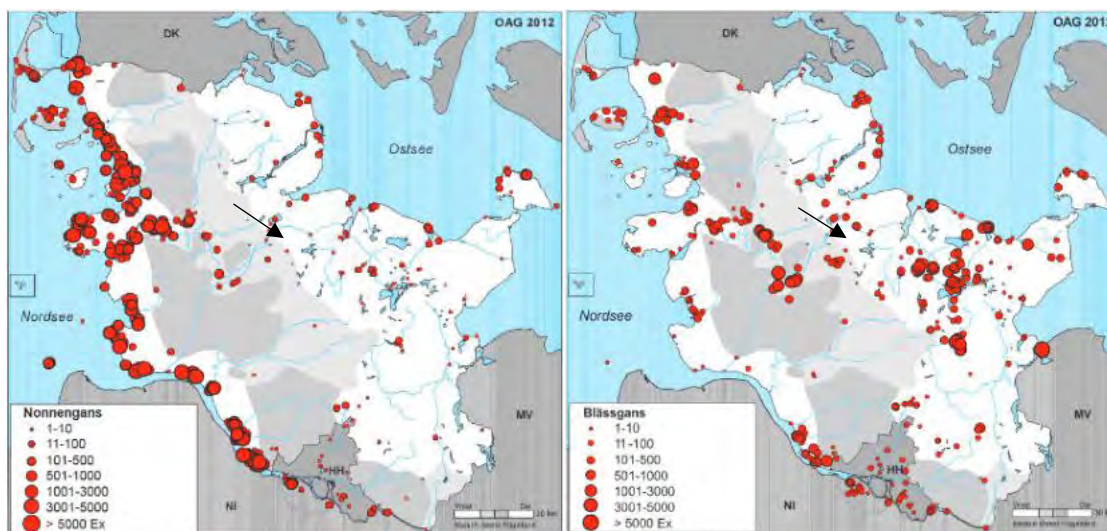 OAG 2012
DK
Ostsee
Nordsee
MV
HH
NI
Nonnengans
1-10
11-100
101-500
501-1000
1001-3000
3001-5000
> 5000 Ex
OAG 2012
DK
Ostsee
Nordsee
MV
HH
NI
Blässgans
1-10
11-100
101-500
501-1000
1001-3000
3001-5000
> 5000 Ex